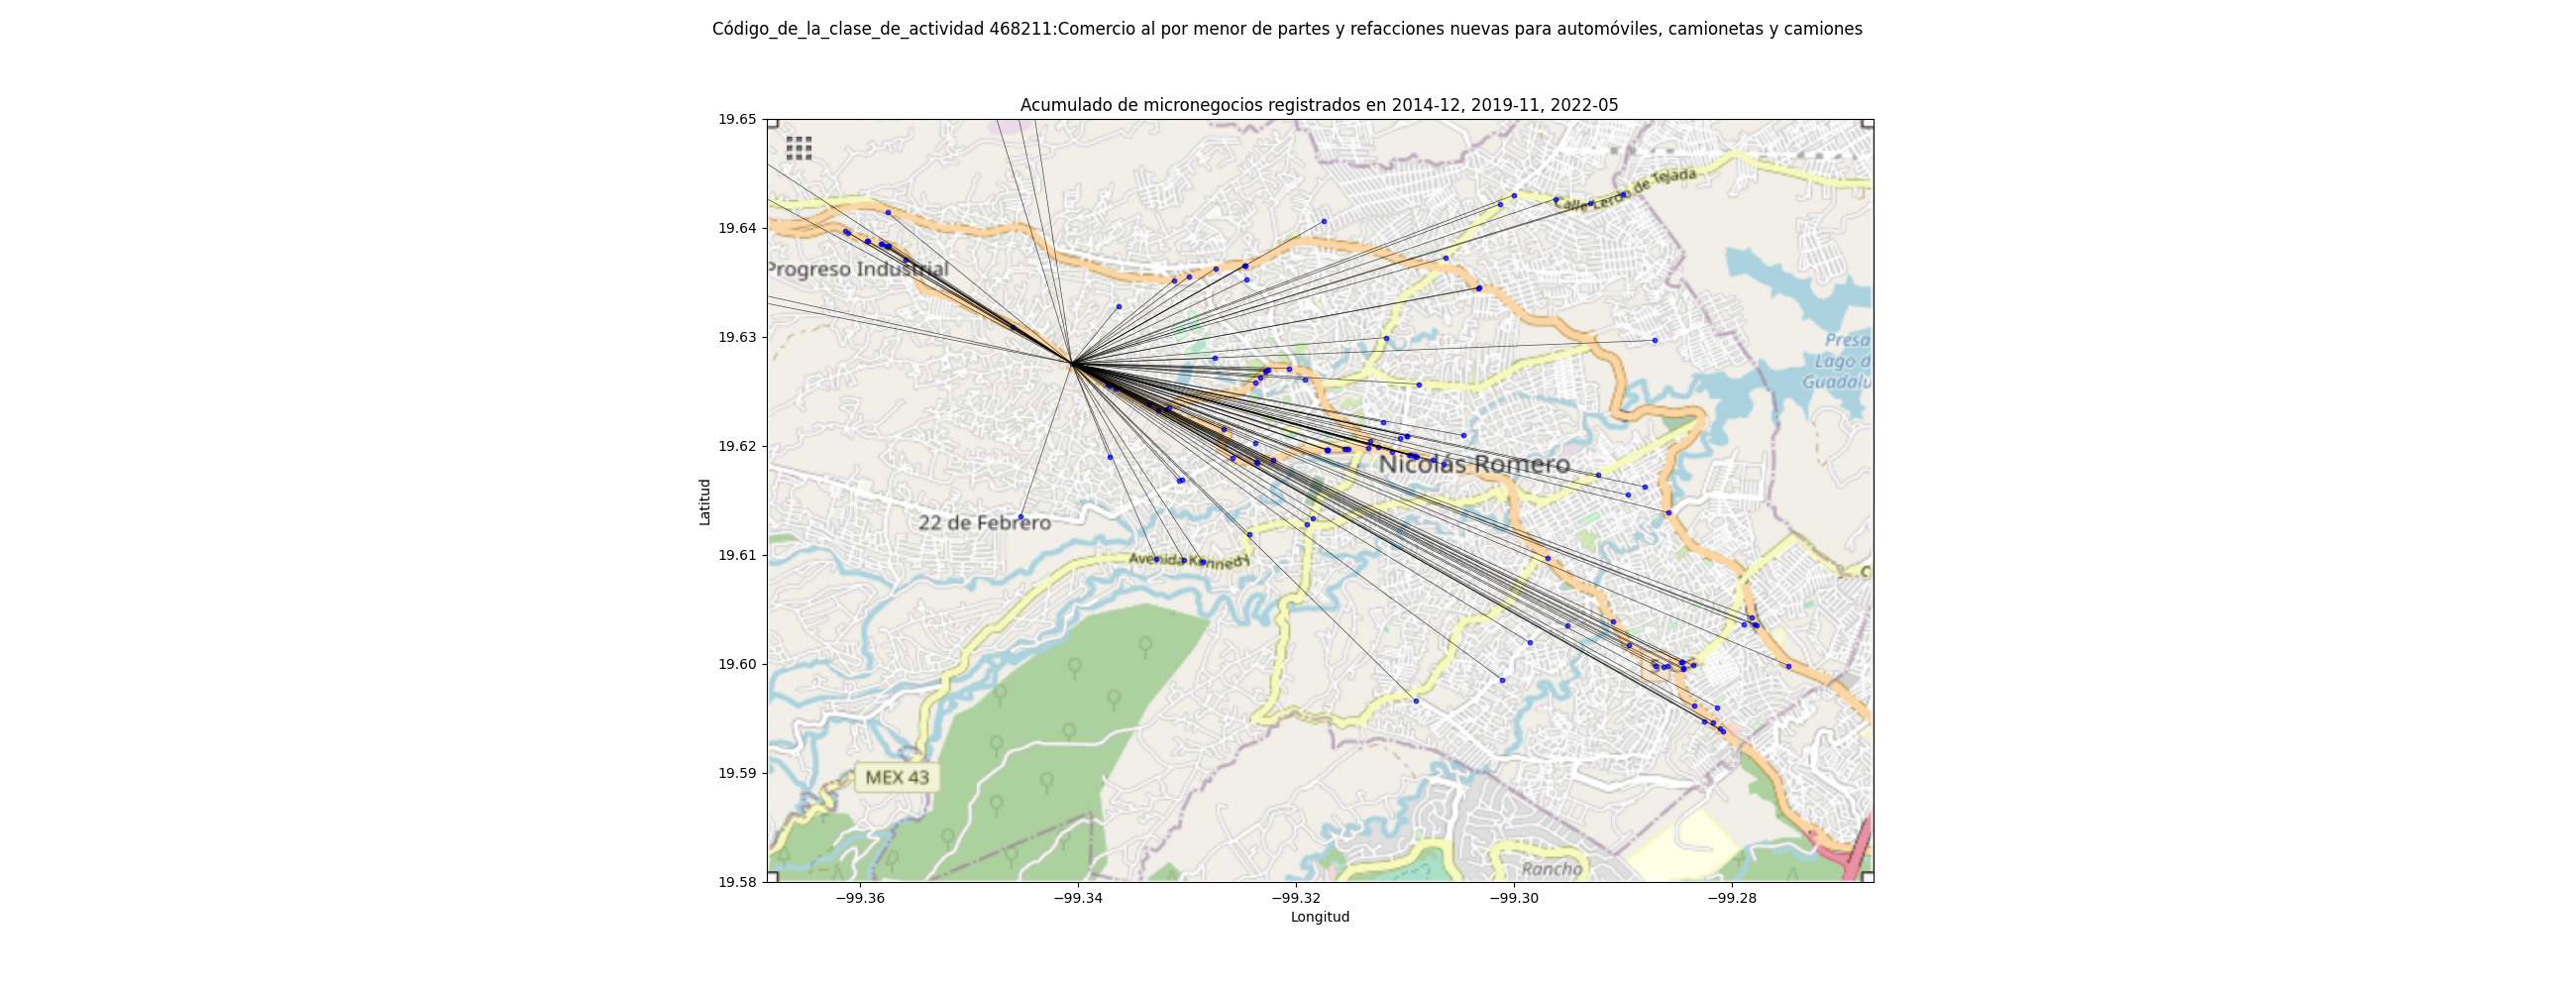 Código_de_la_clase_de_actividad 468211:Comercio al por menor de partes y refacciones nuevas para automóviles, camionetas y camiones
Acumulado de micronegocios registrados en 2014-12, 2019-11, 2022-05
19.65
19.64
19.63
19.62
19.61
19.60
19.59
19.58
Latitud
Calle Lerdo de Tejada
Progreso Industrial
Presa
Lago d
Guadalu
Nicolás Romero
22 de Febrero
Avenida Kennedy
C
MEX 43
Rancho
−99.36
−99.34
−99.32
−99.30
−99.28
Longitud